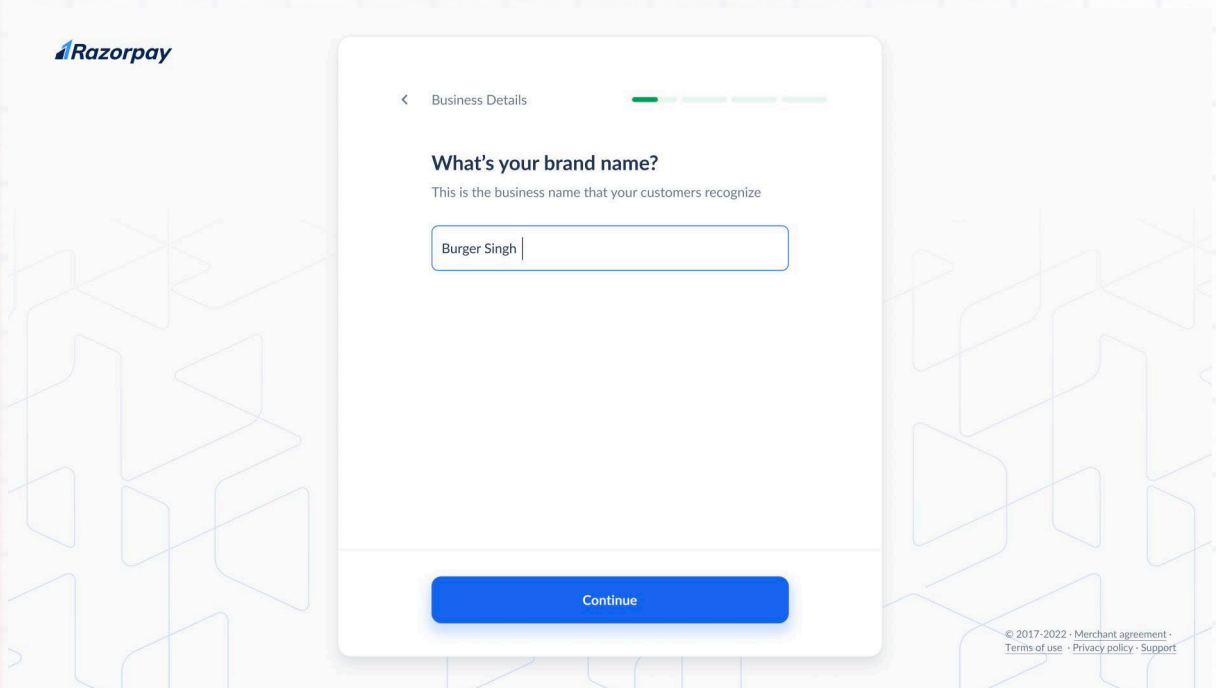 Razorpay
Business Details
What's your brand name?
This is the business name that your customers recognize
Burger Singh
Continue
© 2017-2022 · Merchant agreement ·
Terms of use · Privacy policy · Support